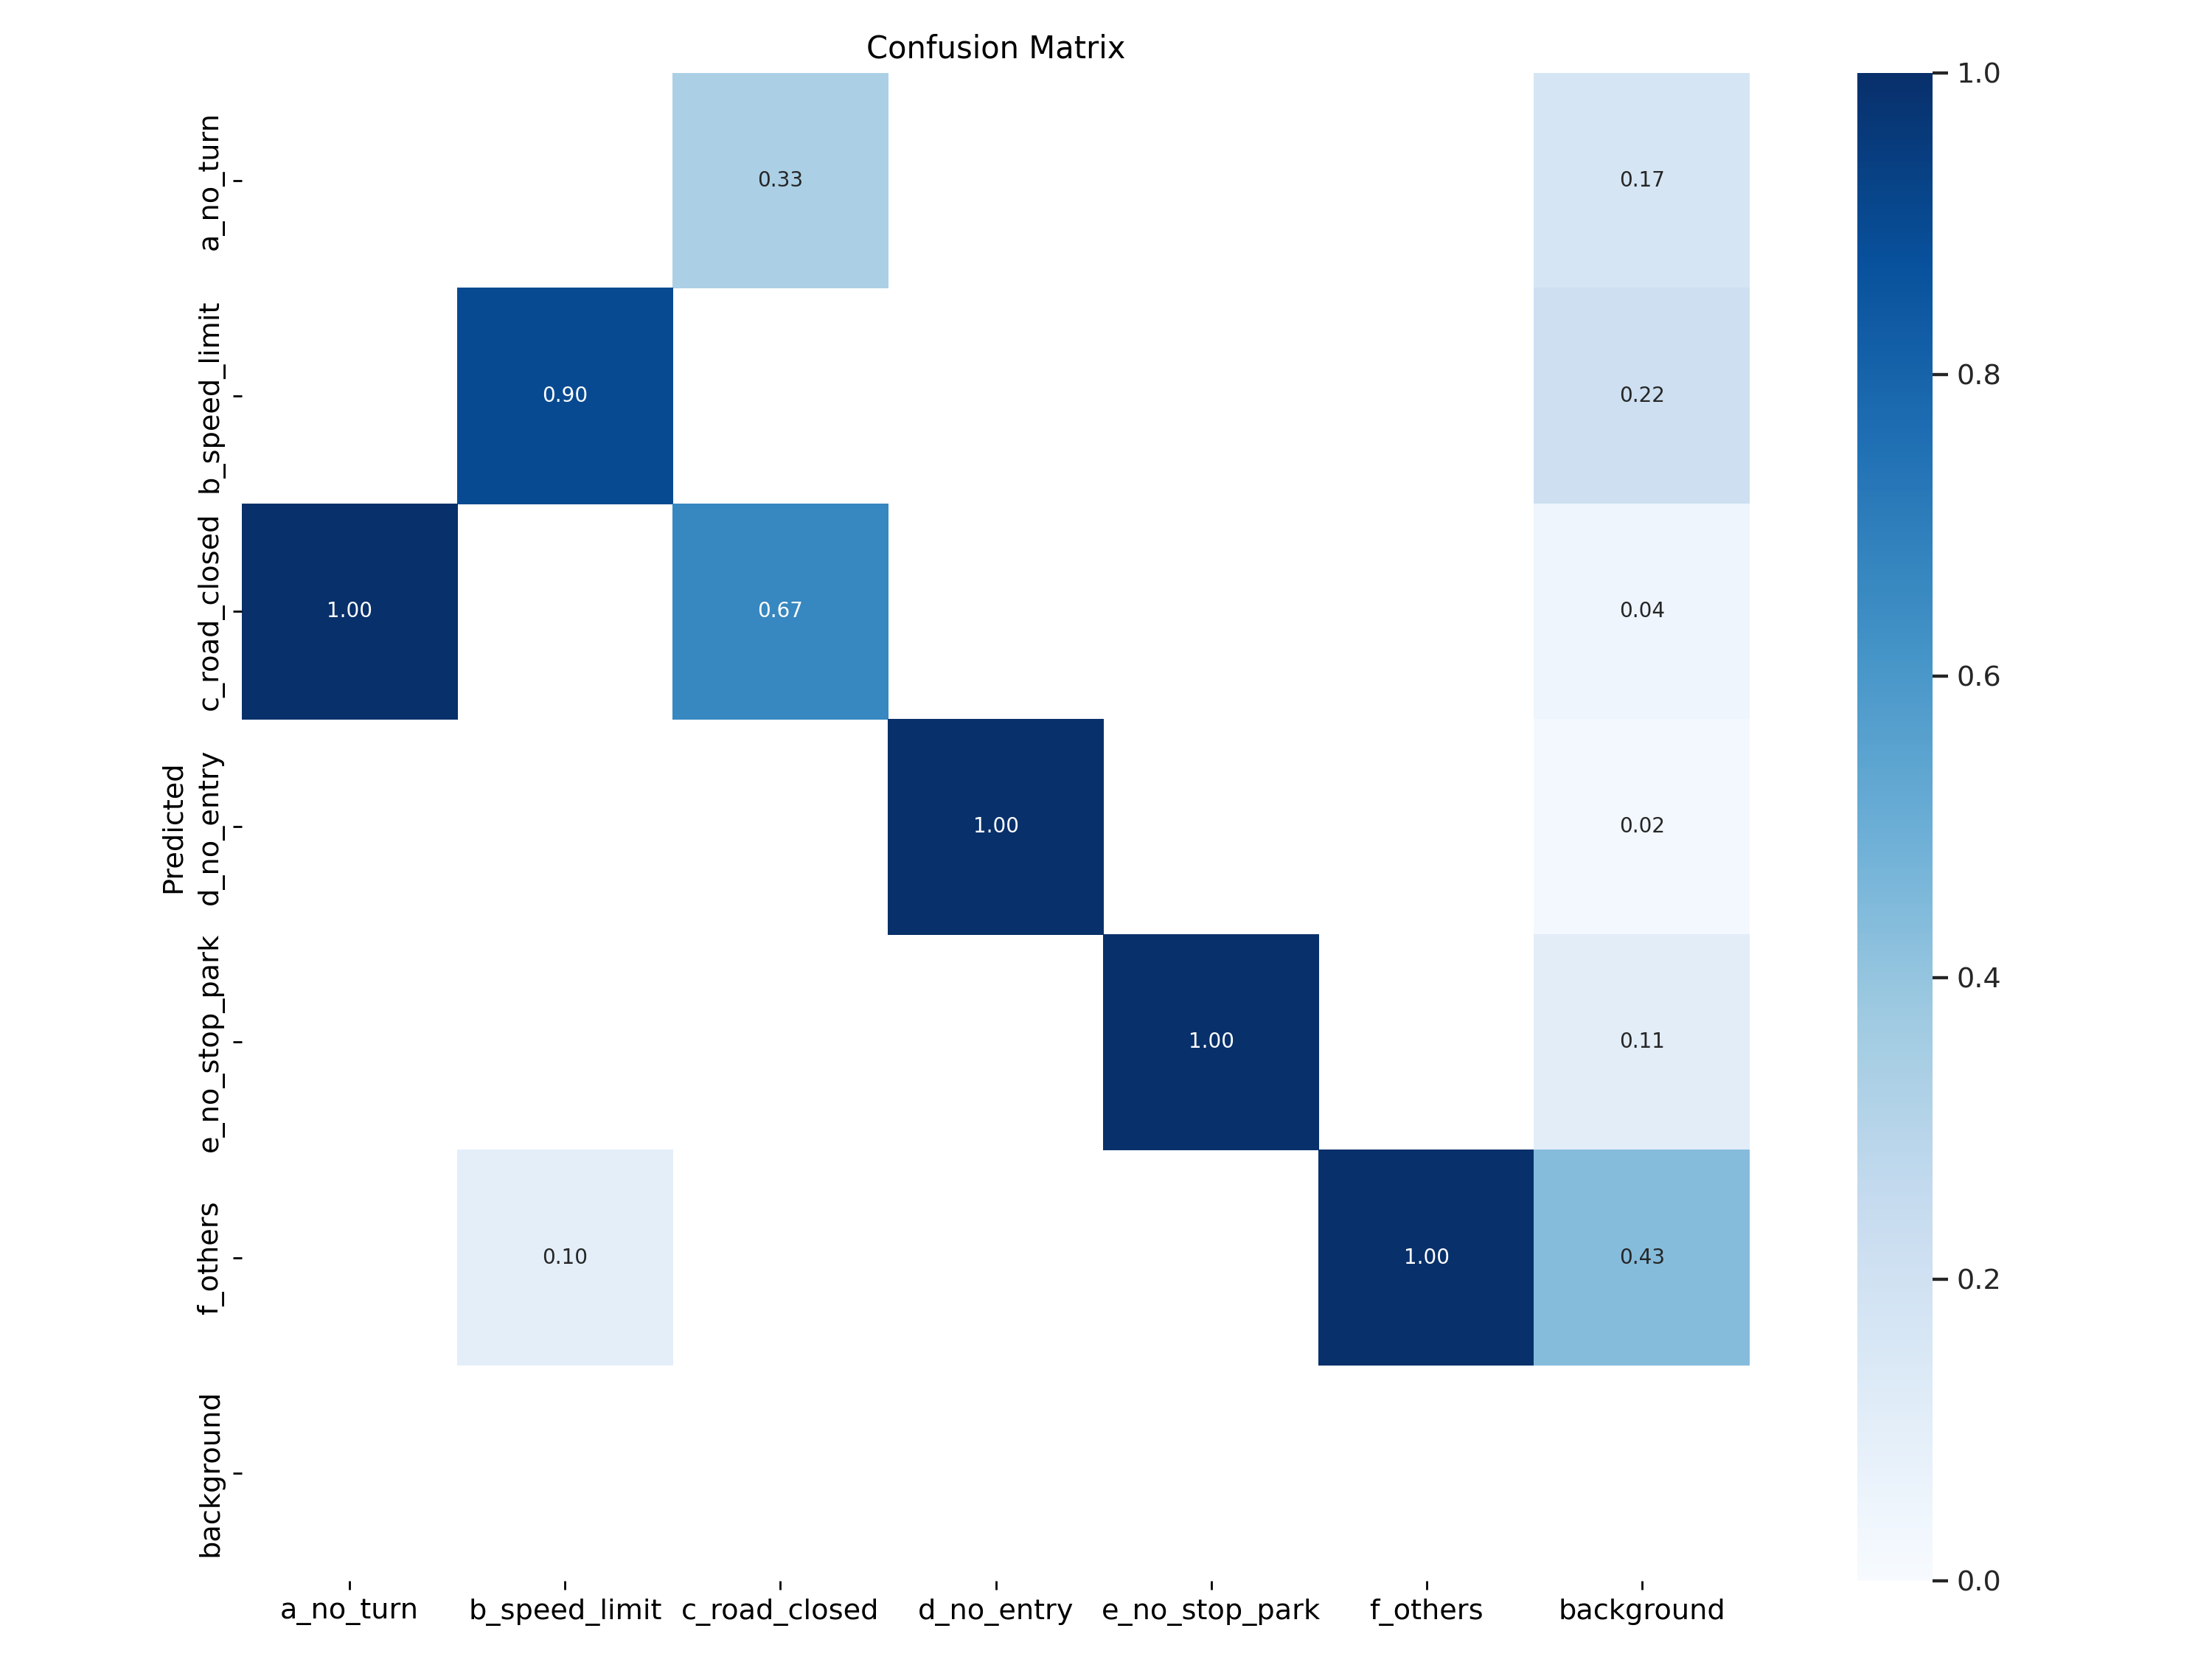 Confusion Matrix
Predicted
a_no_turn
b_speed_limit
c_road_closed
d_no_entry
e_no_stop_park
f_others
background
0.33 0.17
0.90 0.22
1.00 0.67 0.04
1.00 0.02
1.00 0.11
0.10 1.00 0.43
a_no_turn b_speed_limit c_road_closed d_no_entry e_no_stop_park f_others background
1.0
0.8
0.6
0.4
0.2
0.0